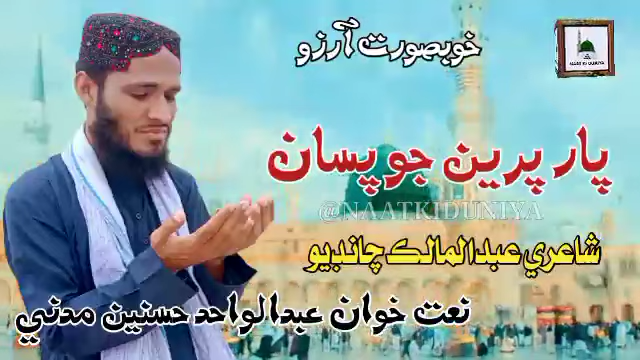 خوبصورت آرزو
پار پرين جو پسان
@NAATKIDUNIYA
شاعري عبدالمالڪ چانڊيو
نعت خوان عبدالواحد حسنين مدني